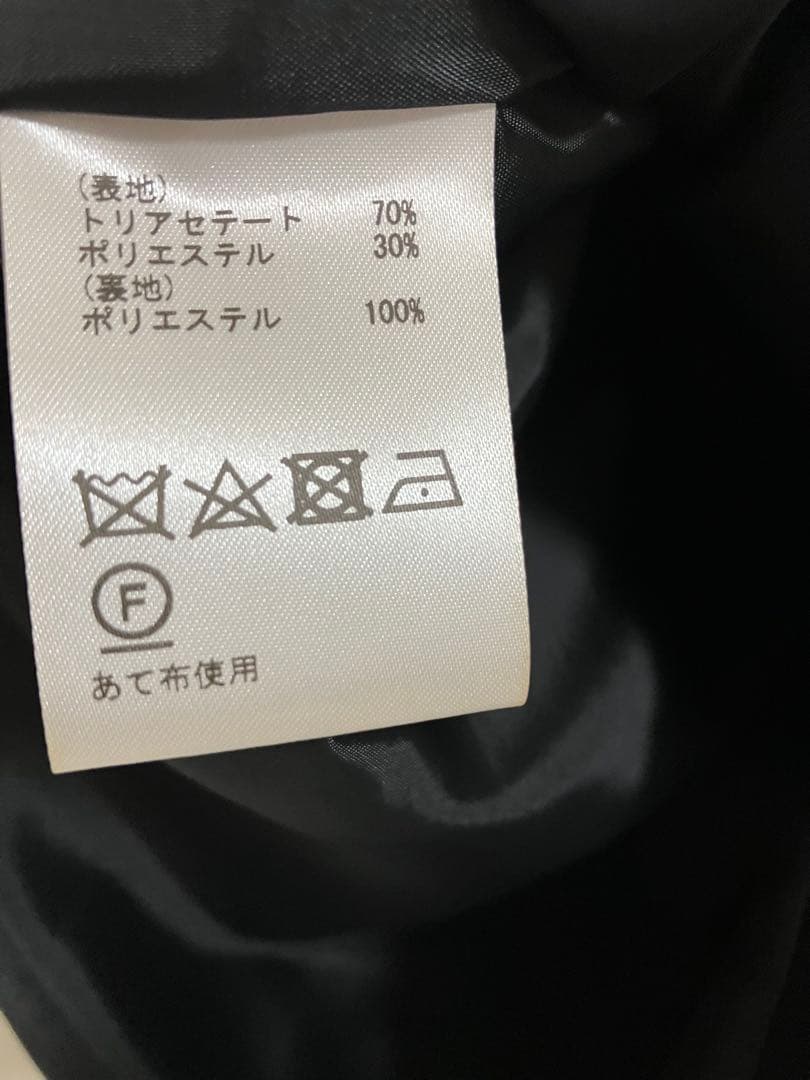 (表地)
トリアセテート 70%
ポリエステル 30%
(裏地)
ポリエステル 100%
F
あて布使用